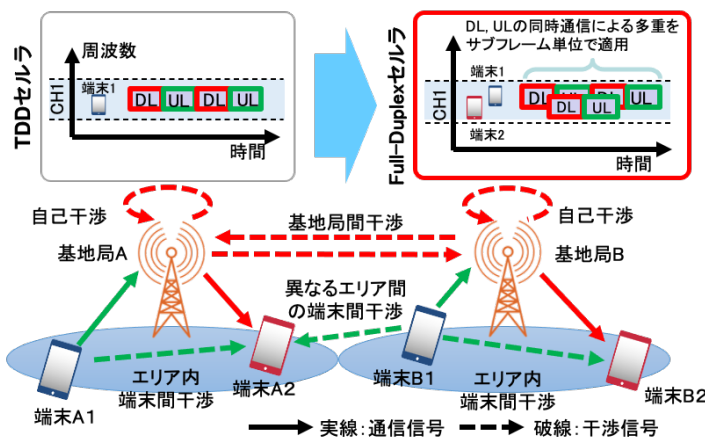 TDDセルラ
周波数
CH1
端末1
DL UL DL UL
時間
Full-Duplexセルラ
DL, ULの同時通信による多重を
サブフレーム単位で適用
CH1
端末1
端末2
DL UL DL UL
DL UL
時間
自己干渉
基地局A
基地局間干渉
自己干渉
基地局B
異なるエリア間
の端末間干渉
端末A1
エリア内
端末間干渉
端末A2
端末B1
エリア内
端末間干渉
端末B2
実線:通信信号
破線:干渉信号